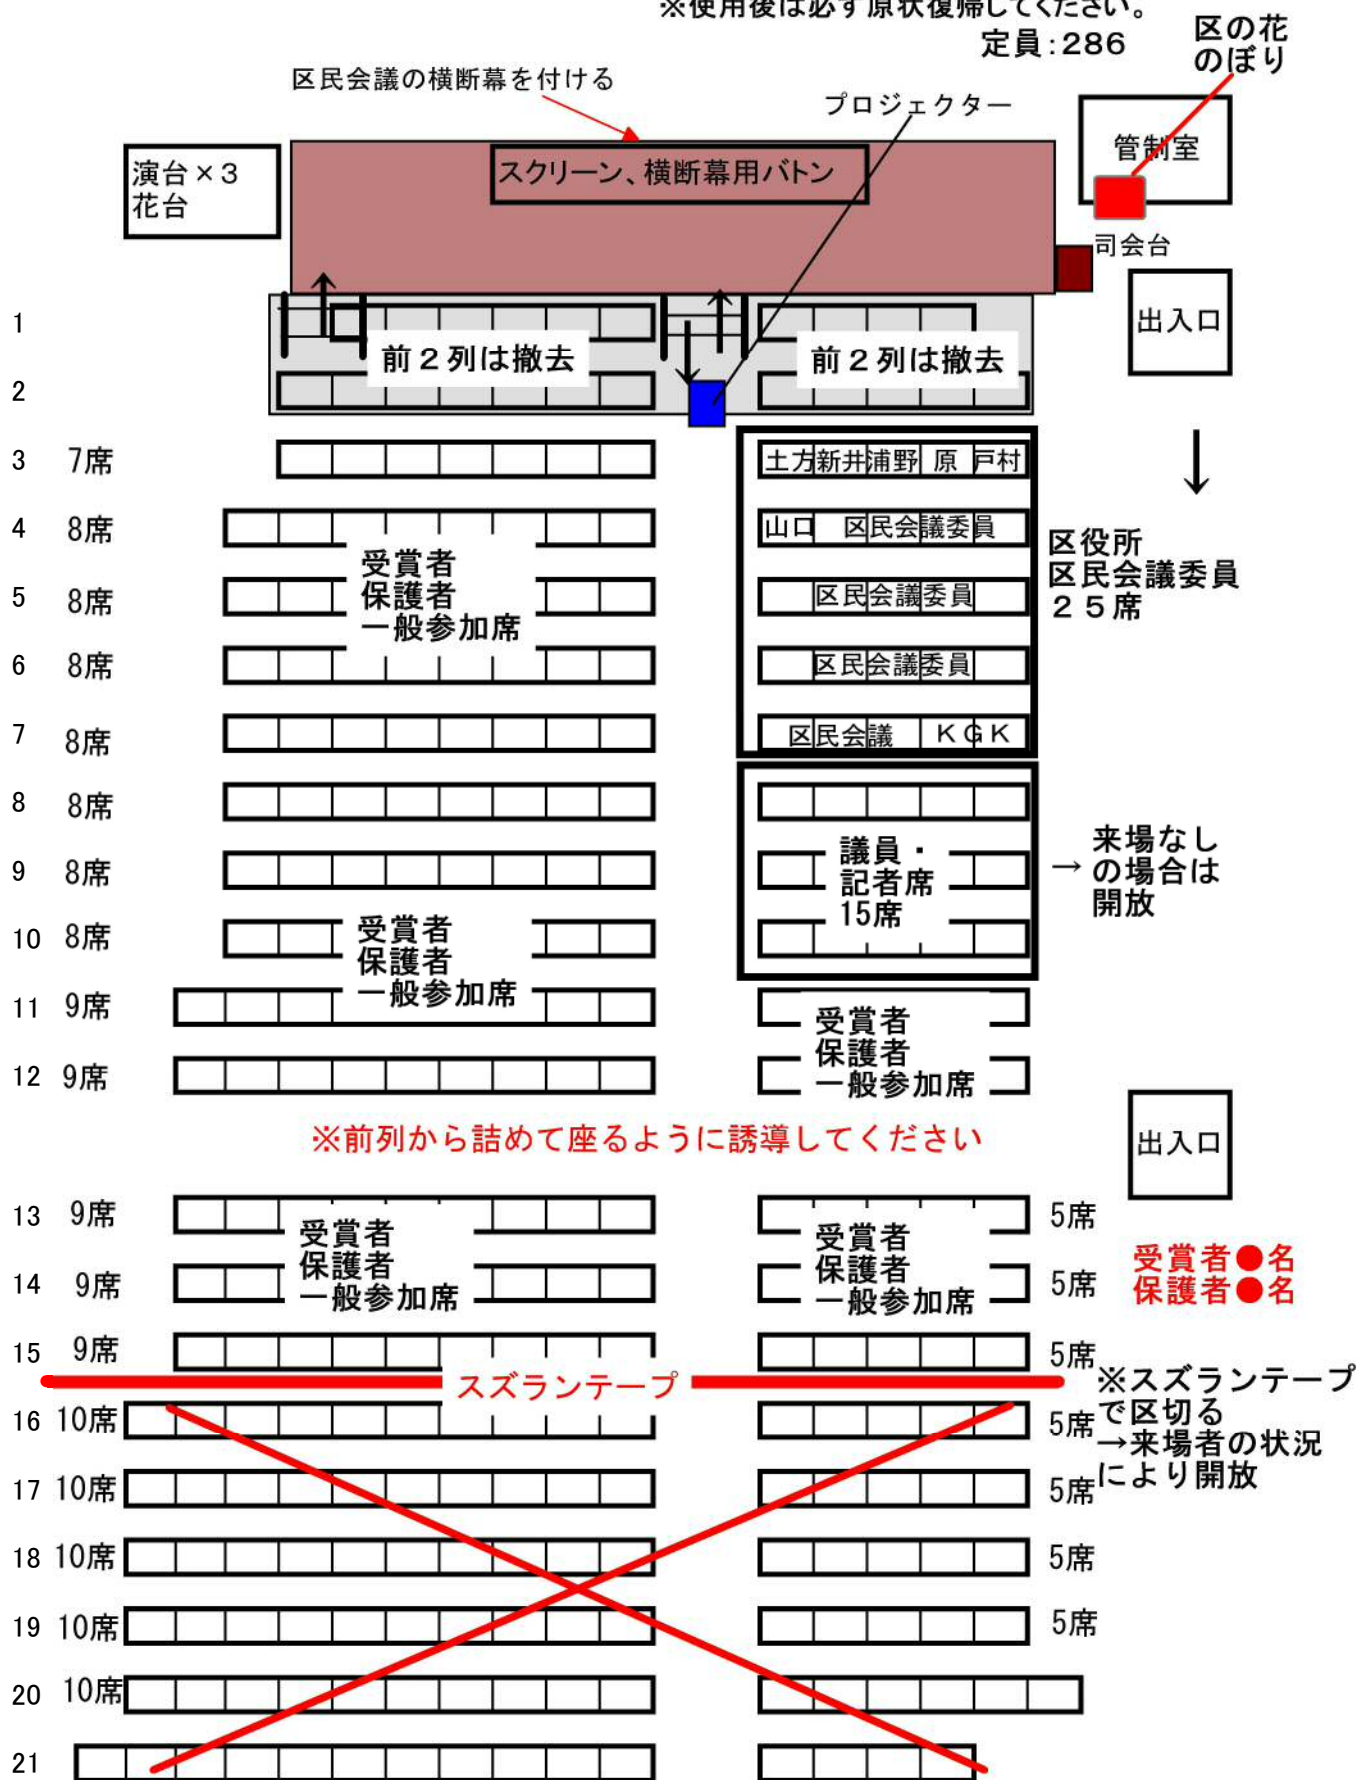 ※使用後は必ず原状復帰してください。
定員:286
区の花
のぼり
区民会議の横断幕を付ける
プロジェクター
管制室
演台×3
花台
スクリーン、横断幕用バトン
司会台
出入口
1
前2列は撤去
前2列は撤去
2
3 7席
土方 新井 浦野 原 戸村
4 8席
山口 区民会議委員
受賞者
保護者
一般参加席
区役所
区民会議委員
25席
5 8席
区民会議委員
6 8席
区民会議委員
7 8席
区民会議 KGK
8 8席
議員・
記者席
15席
→ 来場なし
の場合は
開放
9 8席
10 8席
受賞者
保護者
一般参加席
11 9席
受賞者
保護者
一般参加席
12 9席
※前列から詰めて座るように誘導してください
出入口
13 9席
受賞者
保護者
一般参加席
受賞者
保護者
一般参加席
5席
受賞者●名
保護者●名
14 9席
5席
15 9席
5席
スズランテープ
※スズランテープ
で区切る
→来場者の状況
により開放
16 10席
5席
17 10席
5席
18 10席
5席
19 10席
5席
20 10席
21